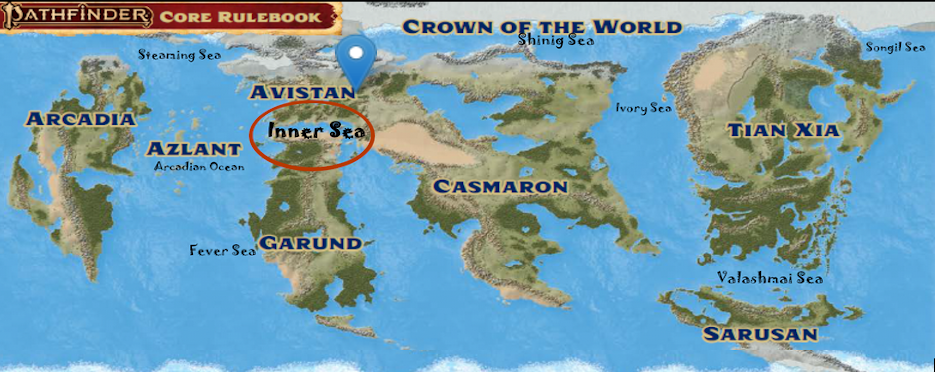 PATHFINDER CORE RULEBOOK
CROWN OF THE WORLD
Shinig Sea
Songil Sea
Steaming Sea
AVISTAN
Ivory Sea
ARCADIA
Inner Sea
TIAN XIA
AZLANT
Arcadian Ocean
CASMARON
Fever Sea
GARUND
Valashmai Sea
SARUSAN